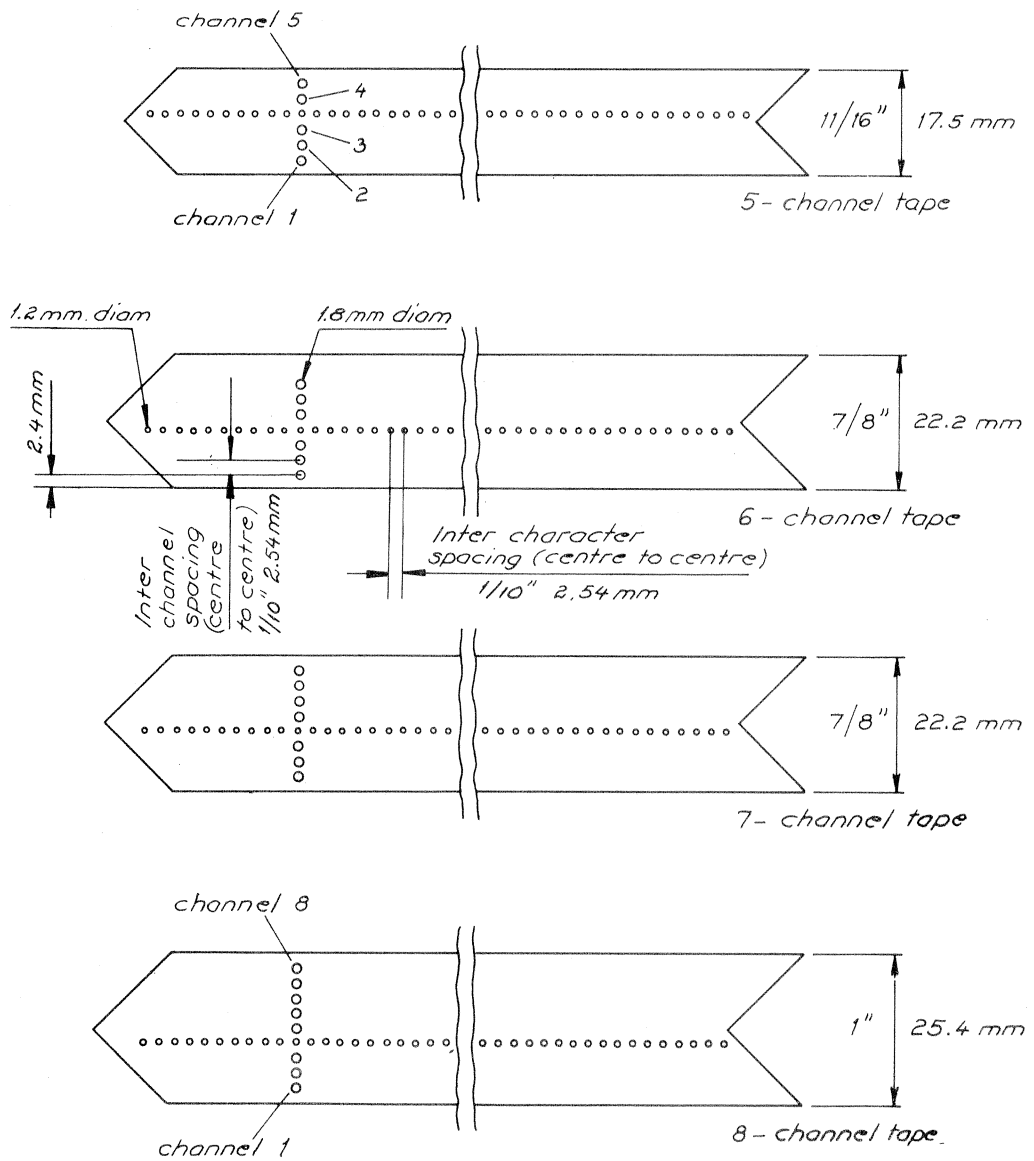 channel 5
4
3
2
channel 1
11/16" 17.5 mm
5- channel tape
1.2 mm. diam
1.8 mm diam
2.4 mm
Inter
channel
spacing
(centre
to centre)
1/10" 2.54 mm
Inter character
spacing (centre to centre)
1/10" 2,54 mm
7/8" 22.2 mm
6- channel tape
7/8" 22.2 mm
7- channel tape
channel 8
channel 1
1" 25.4 mm
8- channel tape.